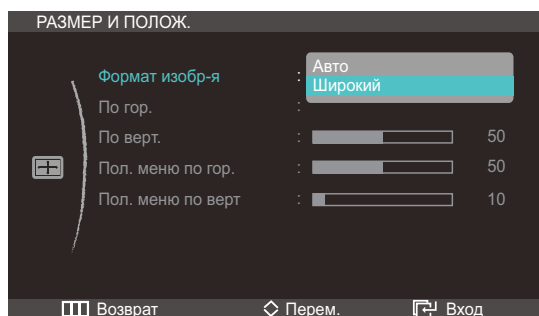 РАЗМЕР И ПОЛОЖ.
Формат изобр-я : Авто
Широкий
По гор. :
По верт. : 50
Пол. меню по гор. : 50
Пол. меню по верт : 10
Возврат Перем. Вход